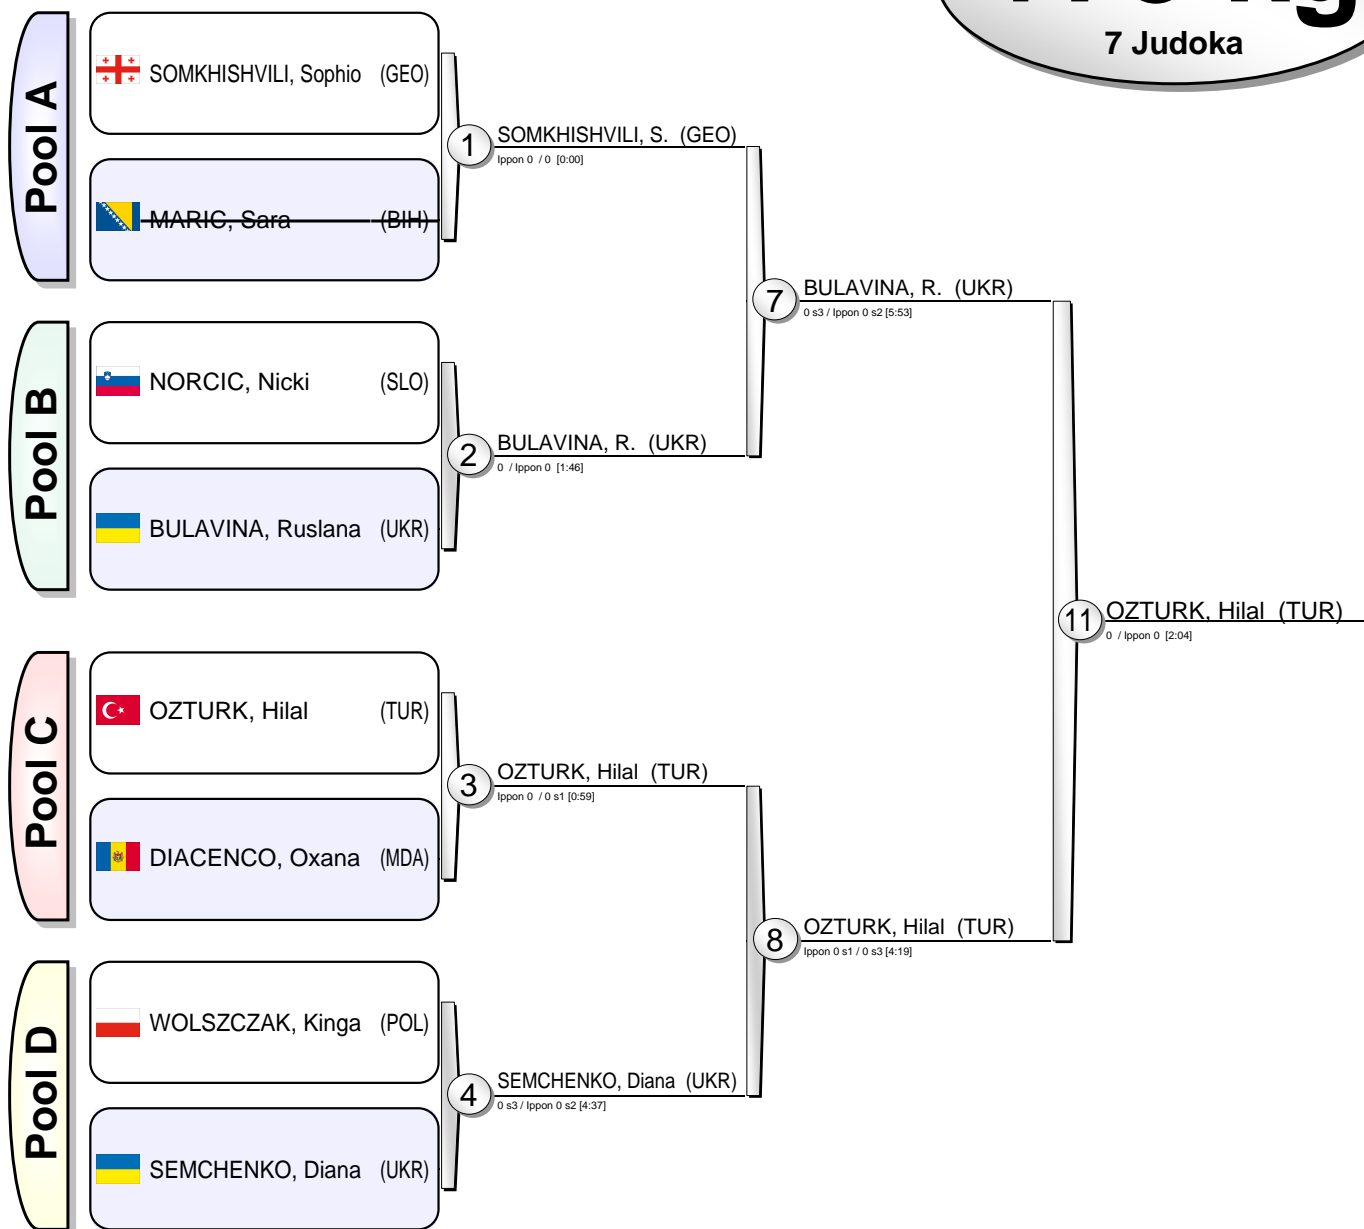 7 Judoka
Pool A
SOMKHISHVILI, Sophio (GEO)
MARIC, Sara (BIH)
1
SOMKHISHVILI, S. (GEO)
Ippon 0 / 0 [0:00]
Pool B
NORCIC, Nicki (SLO)
BULAVINA, Ruslana (UKR)
2
BULAVINA, R. (UKR)
0 / Ippon 0 [1:46]
7
BULAVINA, R. (UKR)
0 s3 / Ippon 0 s2 [5:53]
Pool C
OZTURK, Hilal (TUR)
DIACENCO, Oxana (MDA)
3
OZTURK, Hilal (TUR)
Ippon 0 / 0 s1 [0:59]
Pool D
WOLSZCZAK, Kinga (POL)
SEMCHENKO, Diana (UKR)
4
SEMCHENKO, Diana (UKR)
0 s3 / Ippon 0 s2 [4:37]
8
OZTURK, Hilal (TUR)
Ippon 0 s1 / 0 s3 [4:19]
11
OZTURK, Hilal (TUR)
0 / Ippon 0 [2:04]